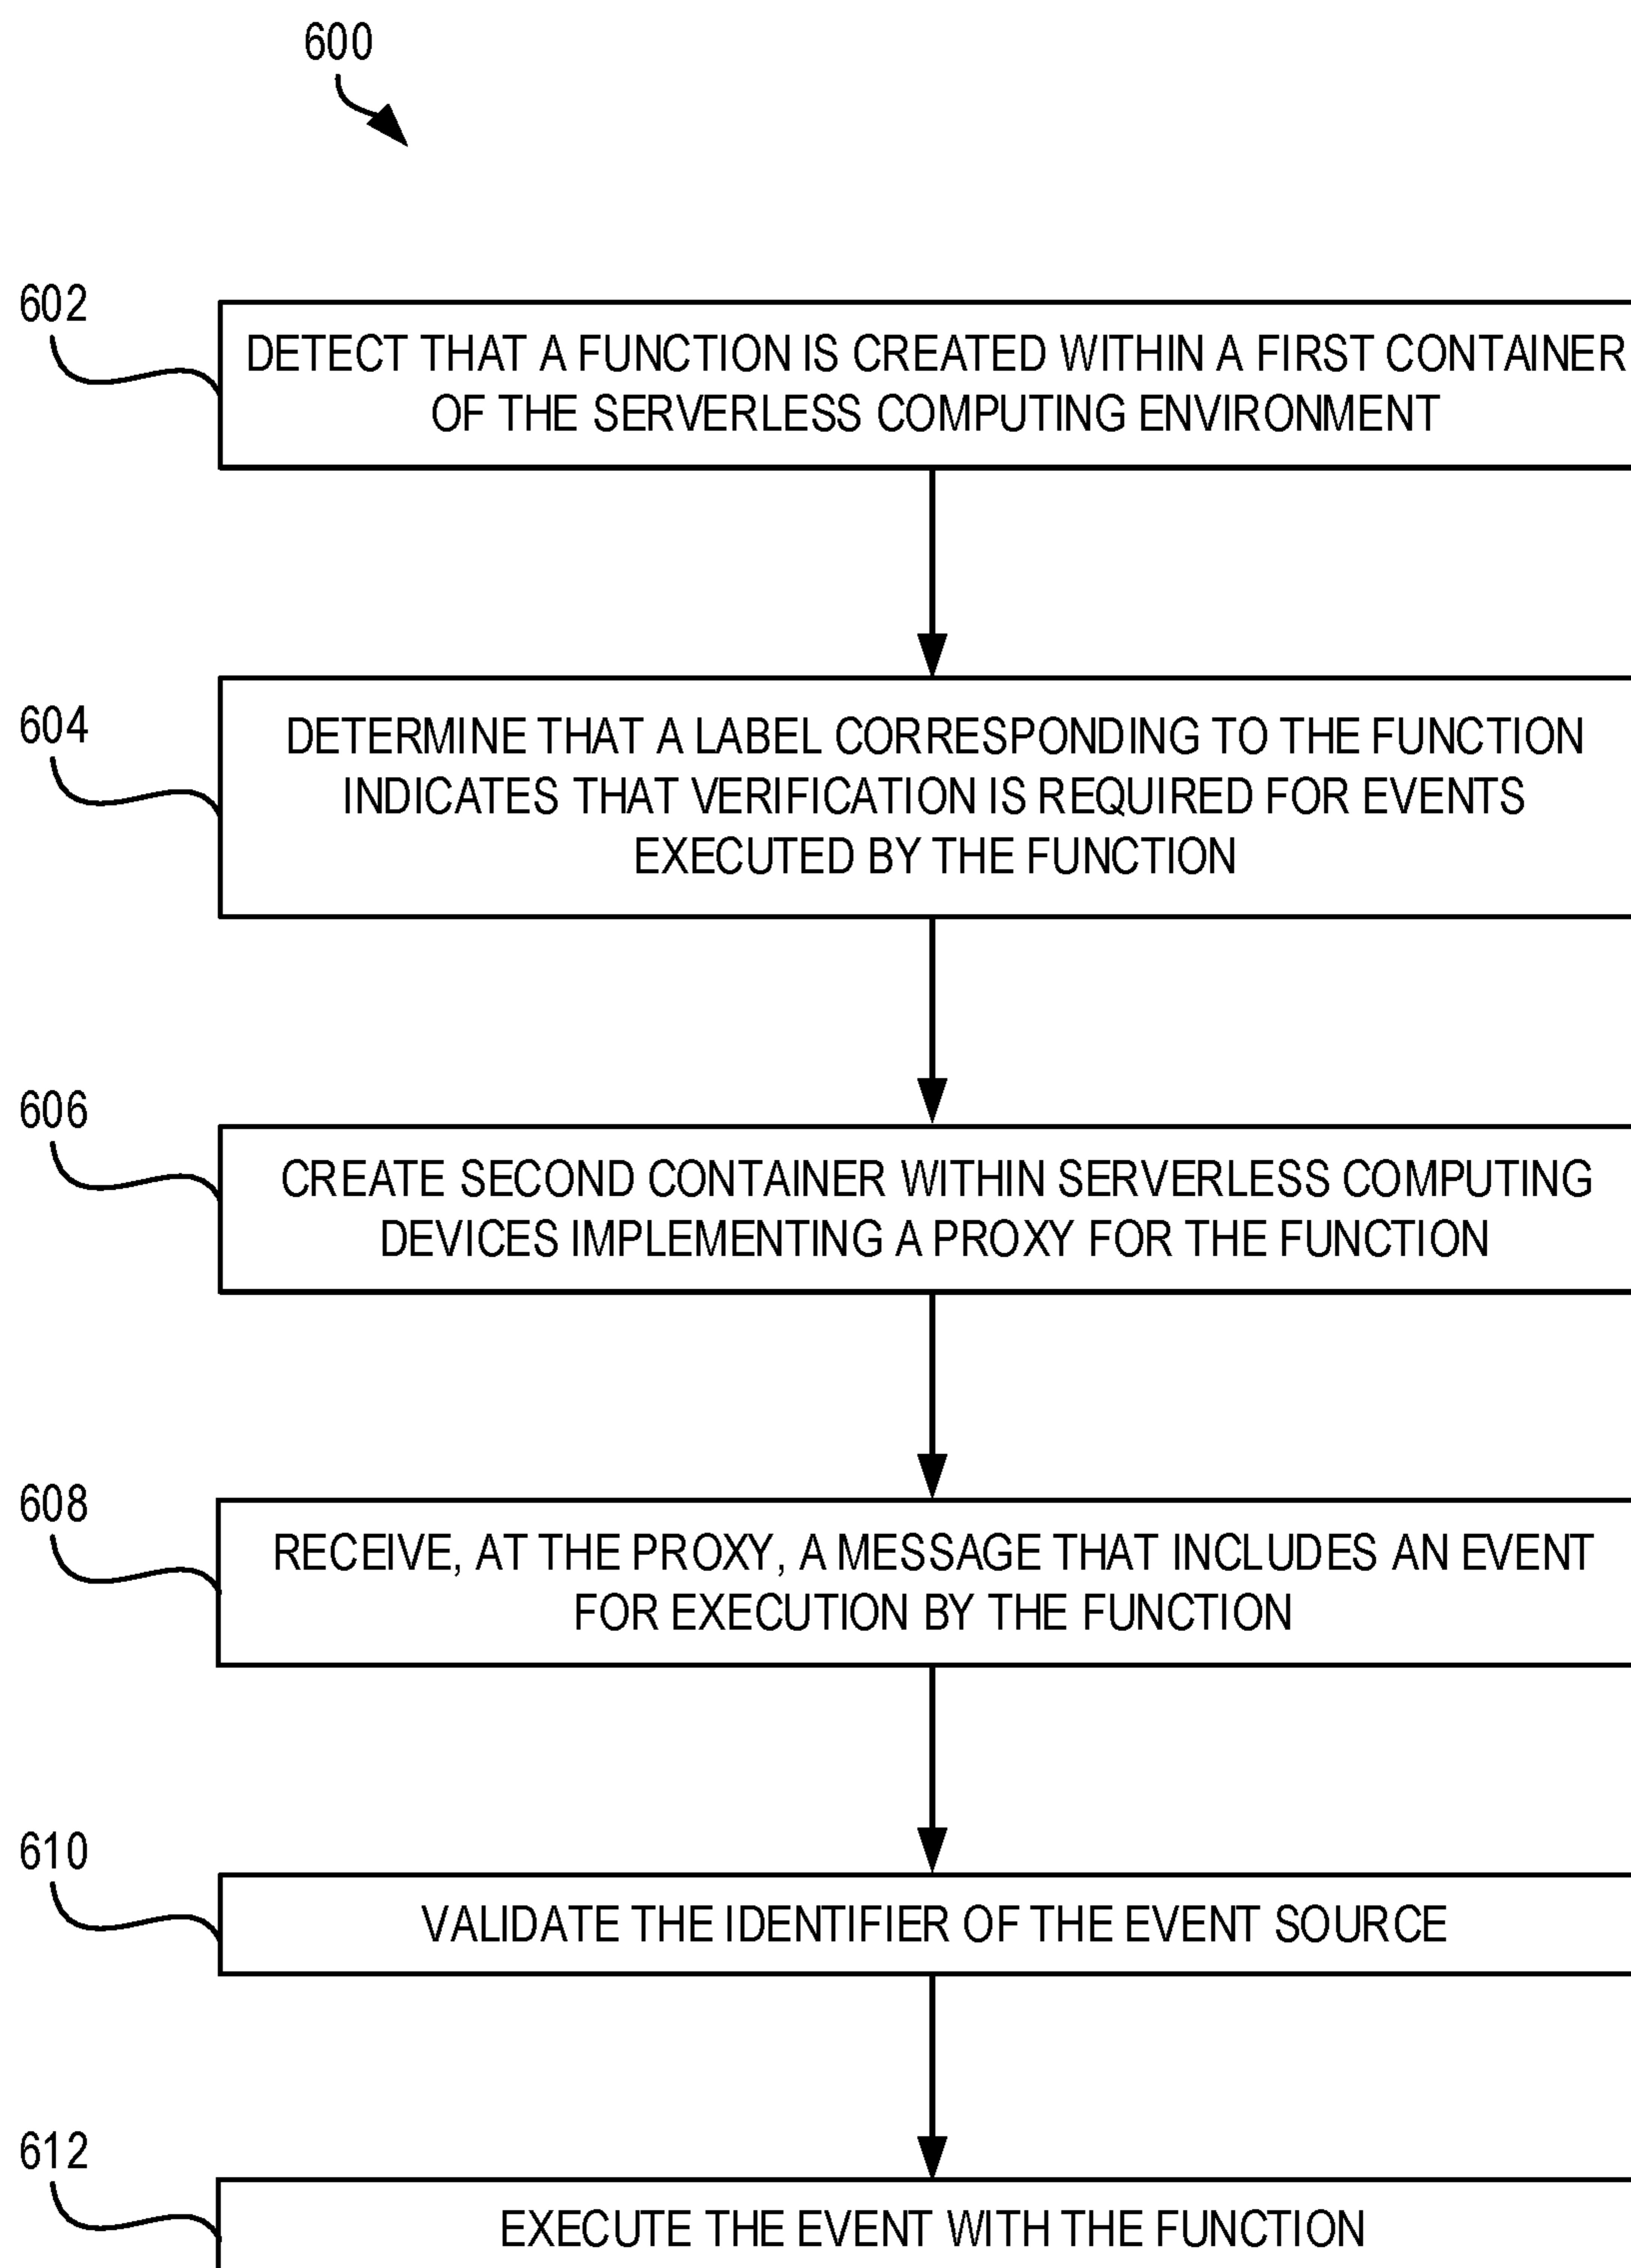 600
602
DETECT THAT A FUNCTION IS CREATED WITHIN A FIRST CONTAINER
OF THE SERVERLESS COMPUTING ENVIRONMENT
604
DETERMINE THAT A LABEL CORRESPONDING TO THE FUNCTION
INDICATES THAT VERIFICATION IS REQUIRED FOR EVENTS
EXECUTED BY THE FUNCTION
606
CREATE SECOND CONTAINER WITHIN SERVERLESS COMPUTING
DEVICES IMPLEMENTING A PROXY FOR THE FUNCTION
608
RECEIVE, AT THE PROXY, A MESSAGE THAT INCLUDES AN EVENT
FOR EXECUTION BY THE FUNCTION
610
VALIDATE THE IDENTIFIER OF THE EVENT SOURCE
612
EXECUTE THE EVENT WITH THE FUNCTION